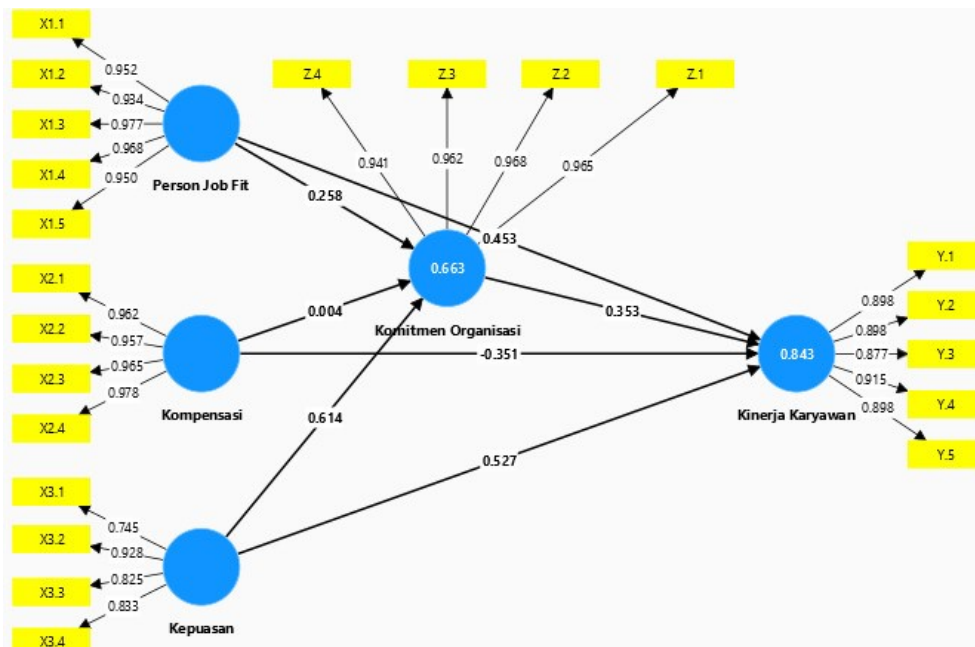 X1.1
X1.2
X1.3
X1.4
X1.5
0.952
0.934
0.977
0.968
0.950
Person Job Fit
Z.4
Z.3
Z.2
Z.1
0.941
0.962
0.968
0.965
0.258
0.453
0.663
Komitmen Organisasi
X2.1
X2.2
X2.3
X2.4
0.962
0.957
0.965
0.978
Kompensasi
0.004
-0.351
0.353
0.614
0.527
0.843
Kinerja Karyawan
Y.1
Y.2
Y.3
Y.4
Y.5
0.898
0.898
0.877
0.915
0.898
X3.1
X3.2
X3.3
X3.4
0.745
0.928
0.825
0.833
Kepuasan